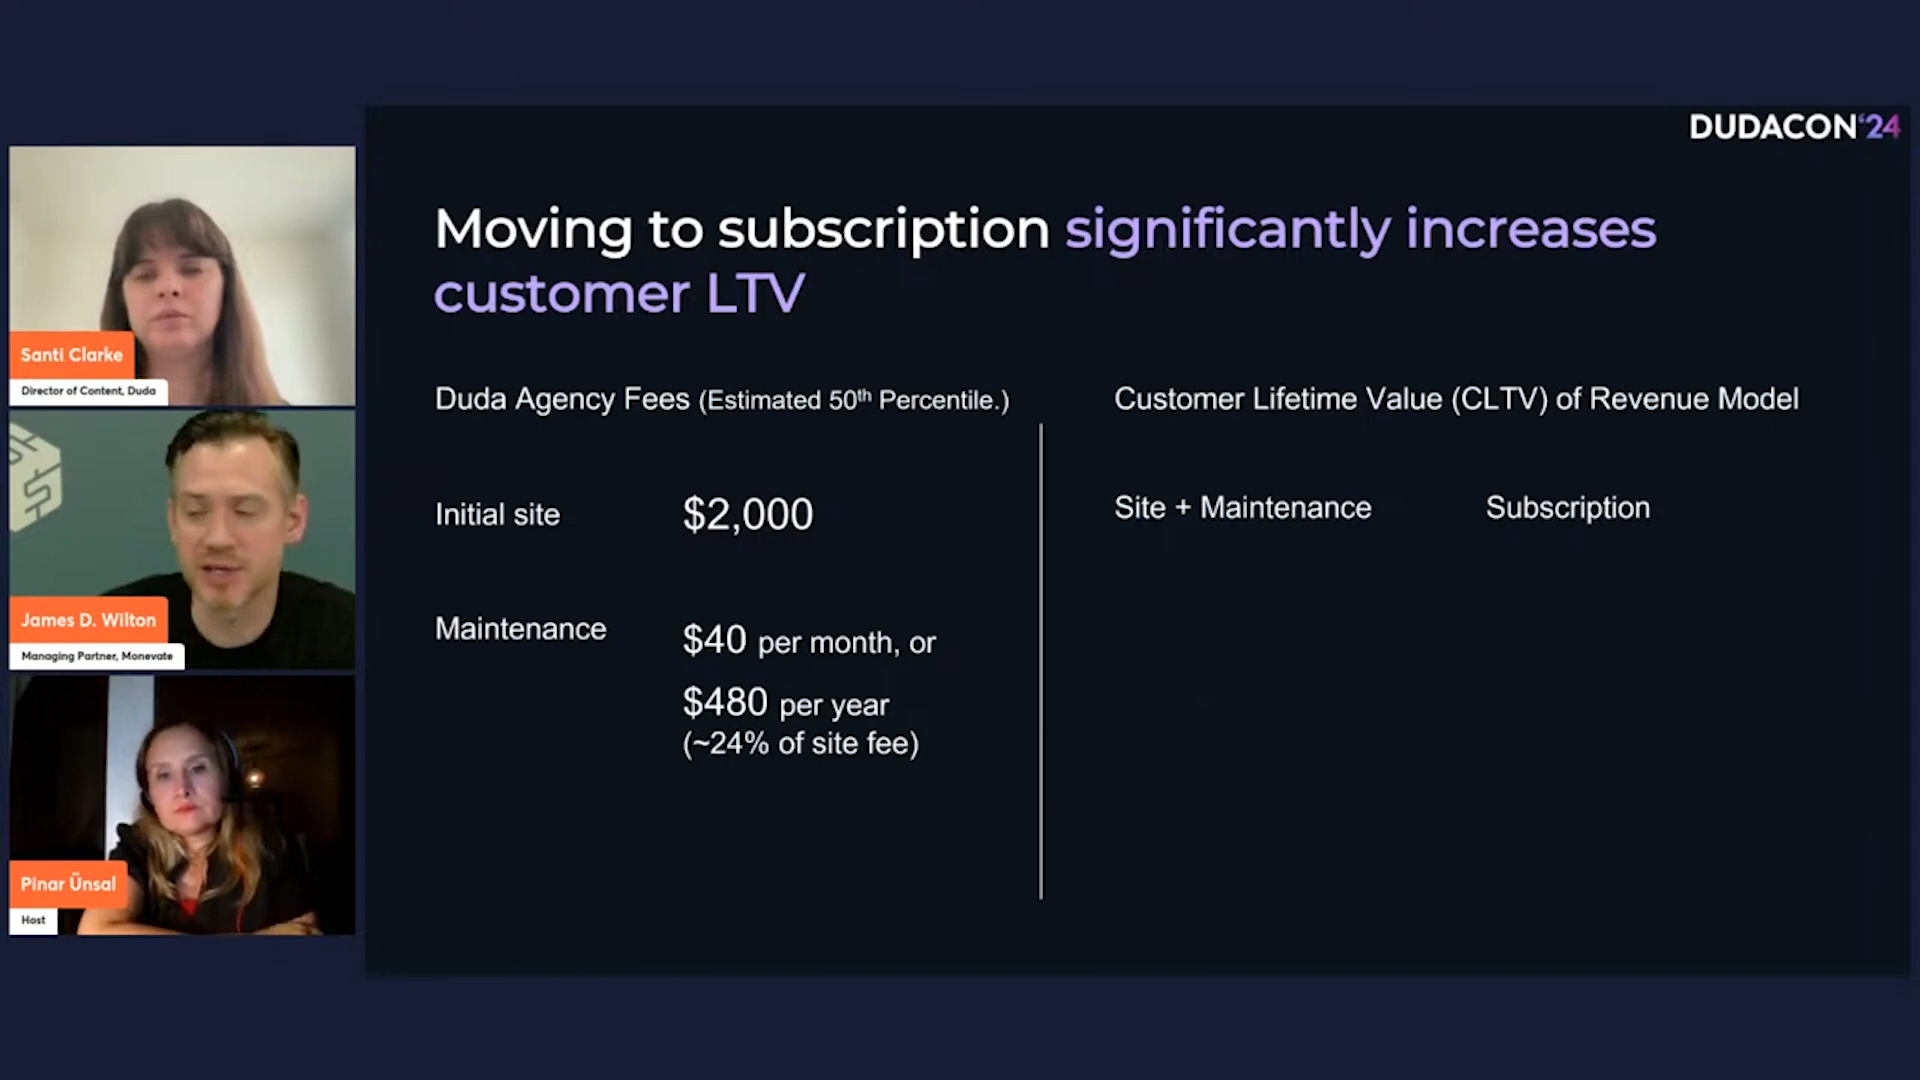 DUDACON‘24
Moving to subscription significantly increases
customer LTV
Duda Agency Fees (Estimated 50th Percentile.)
Initial site $2,000
Maintenance $40 per month, or
$480 per year
(~24% of site fee)
Customer Lifetime Value (CLTV) of Revenue Model
Site + Maintenance Subscription
Santi Clarke
Director of Content, Duda
James D. Wilton
Managing Partner, Monevate
Pinar Ünsal
Host